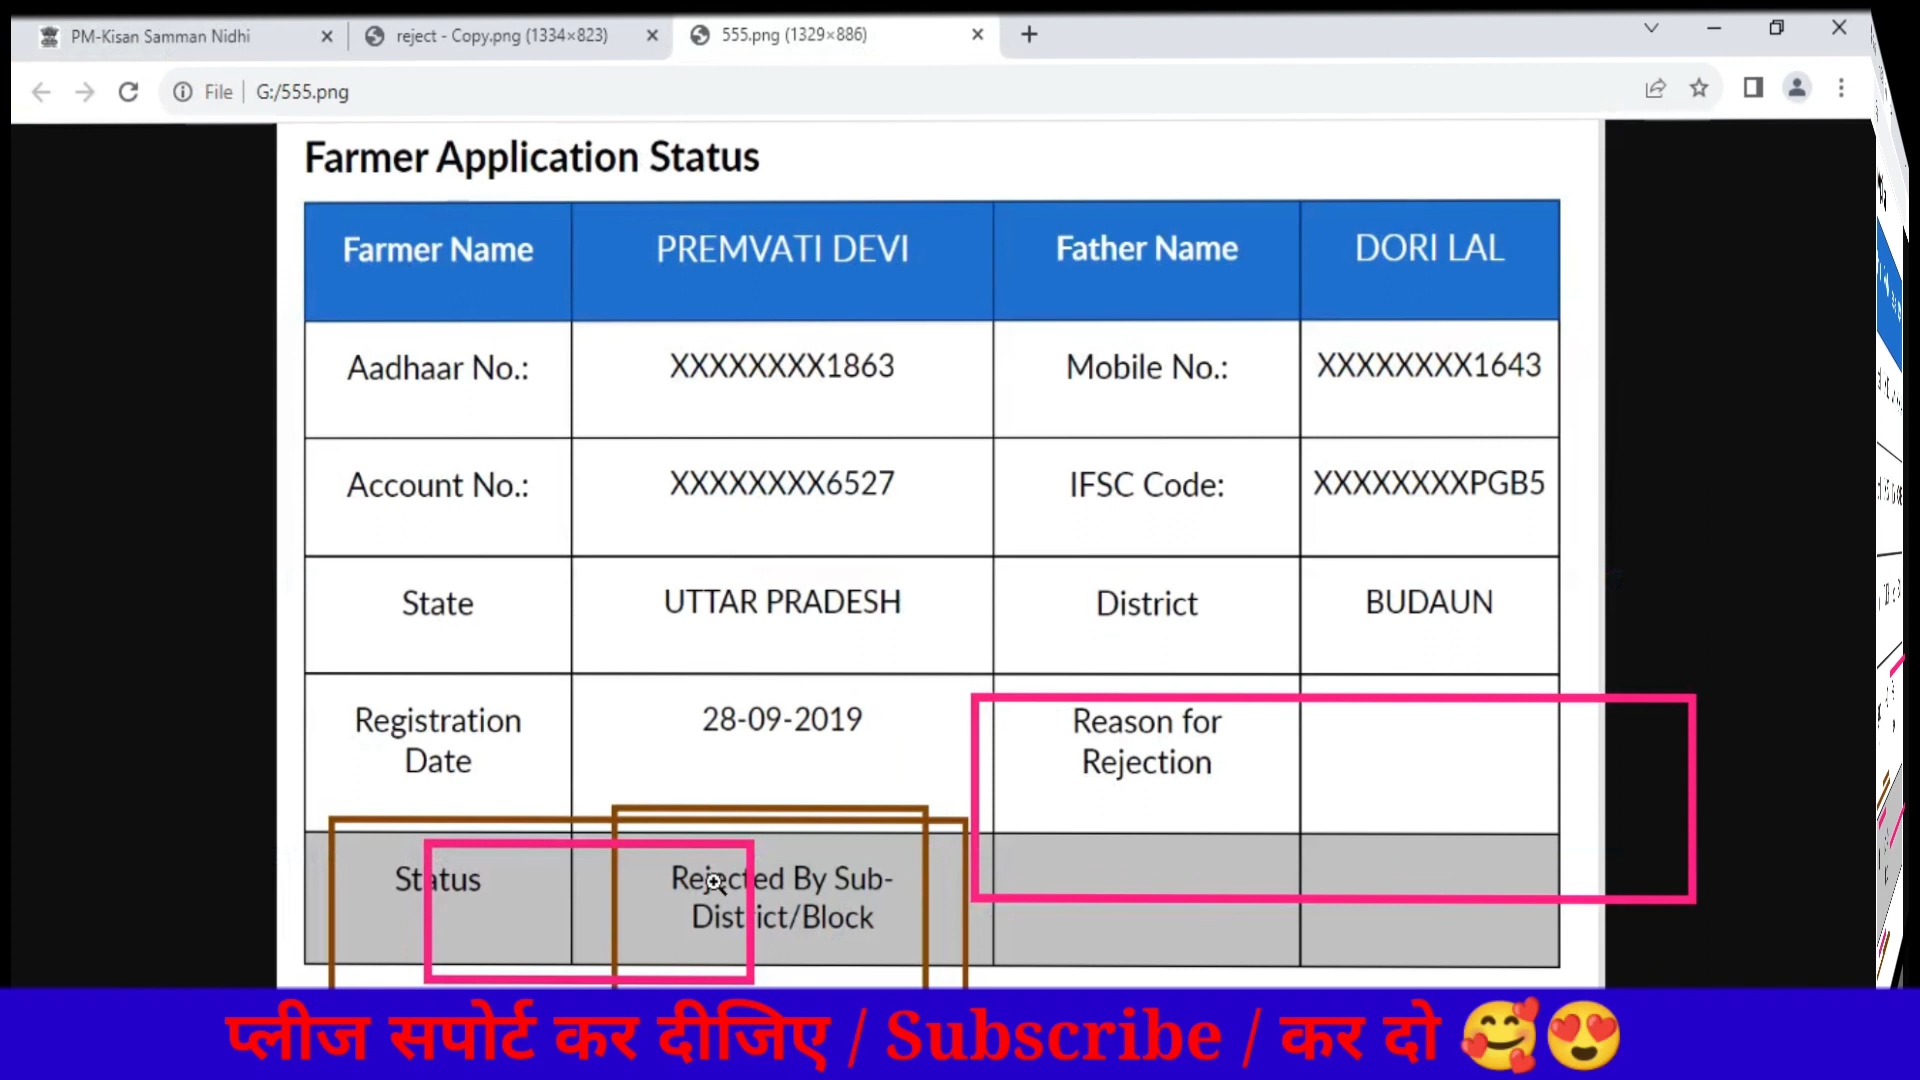 PM-Kisan Samman Nidhi
reject - Copy.png (1334×823)
555.png (1329×886)
File
G:/555.png
Farmer Application Status
Farmer Name PREMVATI DEVI Father Name DORI LAL
Aadhaar No.: XXXXXXXX1863 Mobile No.: XXXXXXXX1643
Account No.: XXXXXXXX6527 IFSC Code: XXXXXXXXPGB5
State UTTAR PRADESH District BUDAUN
Registration 28-09-2019 Reason for
Date Rejection
Status Rejected By Sub-
District/Block
प्लीज सपोर्ट कर दीजिए / Subscribe / कर दो 🥰😍